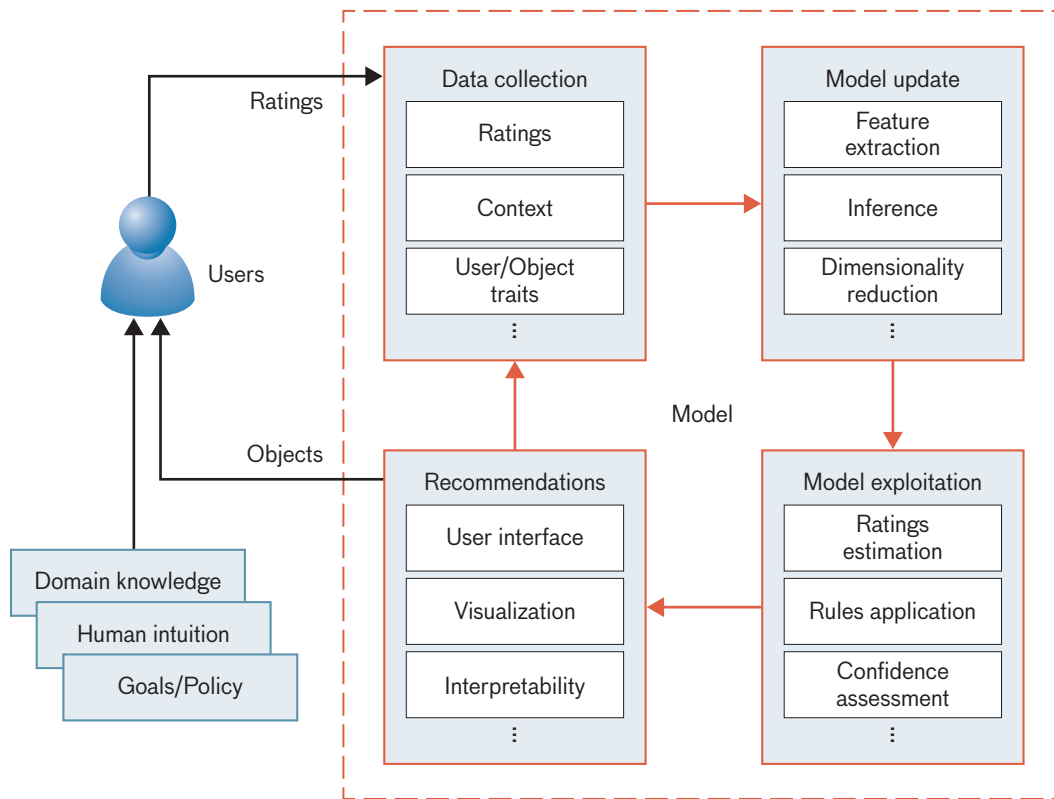 Ratings
Users
Objects
Domain knowledge
Human intuition
Goals/Policy
Data collection
Ratings
Context
User/Object
traits
⋮
Model update
Feature
extraction
Inference
Dimensionality
reduction
⋮
Model
Recommendations
User interface
Visualization
Interpretability
⋮
Model exploitation
Ratings
estimation
Rules application
Confidence
assessment
⋮